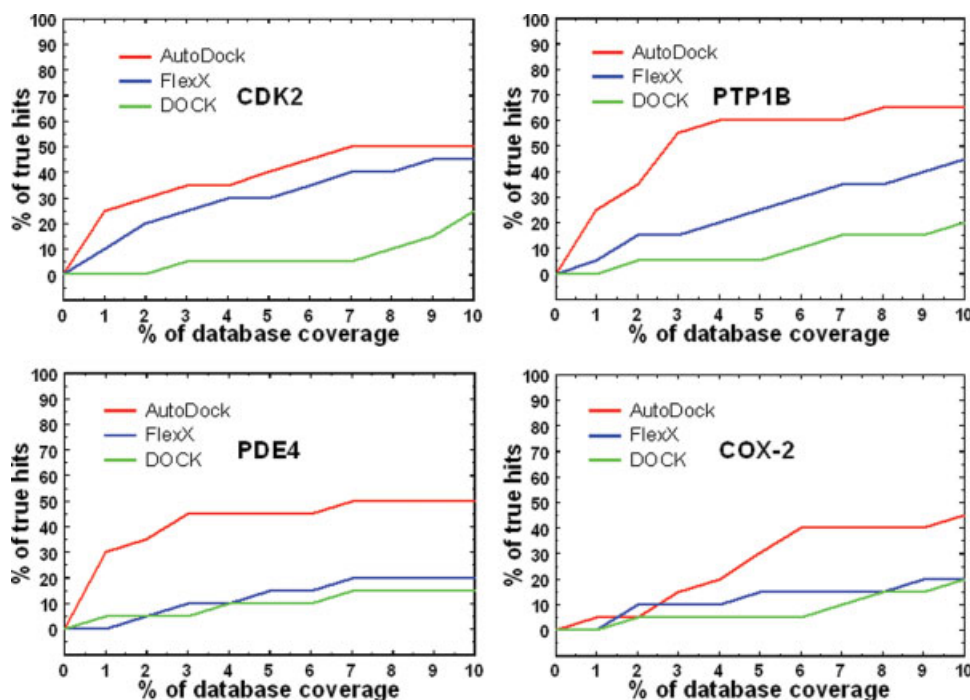 % of true hits
100
90
80
70
60
50
40
30
20
10
0
AutoDock
FlexX
DOCK
CDK2
0 1 2 3 4 5 6 7 8 9 10
% of database coverage
% of true hits
100
90
80
70
60
50
40
30
20
10
0
AutoDock
FlexX
DOCK
PTP1B
0 1 2 3 4 5 6 7 8 9 10
% of database coverage
% of true hits
100
90
80
70
60
50
40
30
20
10
0
AutoDock
FlexX
DOCK
PDE4
0 1 2 3 4 5 6 7 8 9 10
% of database coverage
% of true hits
100
90
80
70
60
50
40
30
20
10
0
AutoDock
FlexX
DOCK
COX-2
0 1 2 3 4 5 6 7 8 9 10
% of database coverage